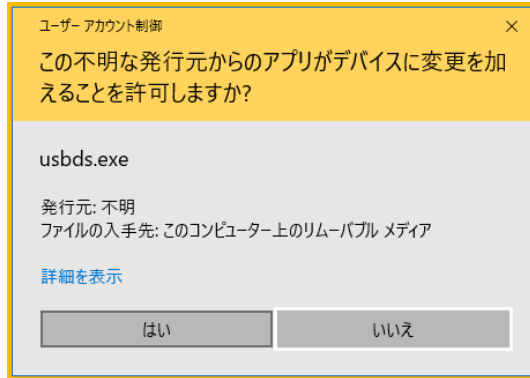 ユーザー アカウント制御
この不明な発行元からのアプリがデバイスに変更を加
えることを許可しますか?
usbds.exe
発行元: 不明
ファイルの入手先: このコンピューター上のリムーバブル メディア
詳細を表示
はい
いいえ